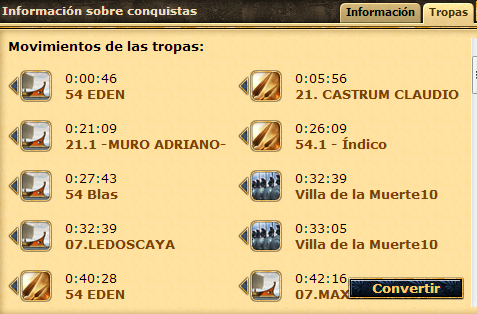 Información sobre conquistas
Información
Tropas
Movimientos de las tropas:
0:00:46
54 EDEN
0:05:56
21. CASTRUM CLAUDIO
0:21:09
21.1 -MURO ADRIANO-
0:26:09
54.1 - Índico
0:27:43
54 Blas
0:32:39
Villa de la Muerte10
0:32:39
07.LEDOSCAYA
0:33:05
Villa de la Muerte10
0:40:28
54 EDEN
0:42:16
07.MAX
Convertir